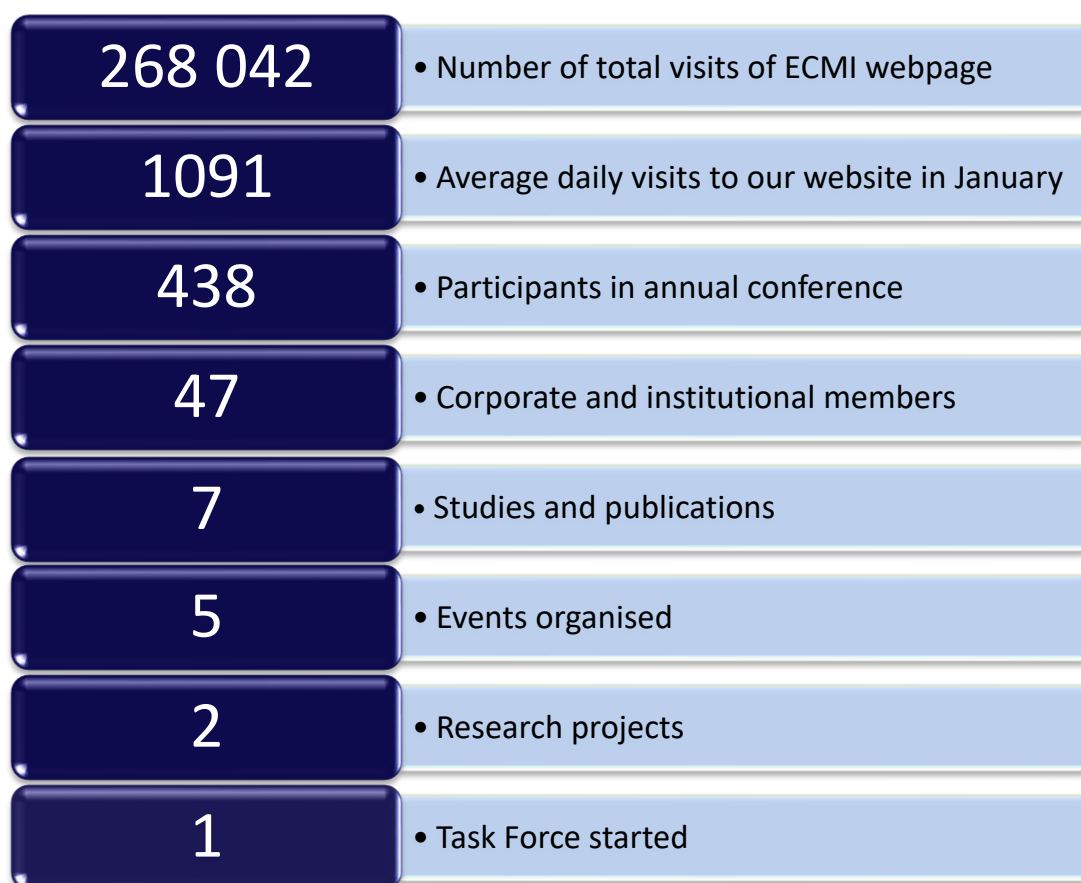 268 042
• Number of total visits of ECMI webpage
1091
• Average daily visits to our website in January
438
• Participants in annual conference
47
• Corporate and institutional members
7
• Studies and publications
5
• Events organised
2
• Research projects
1
• Task Force started